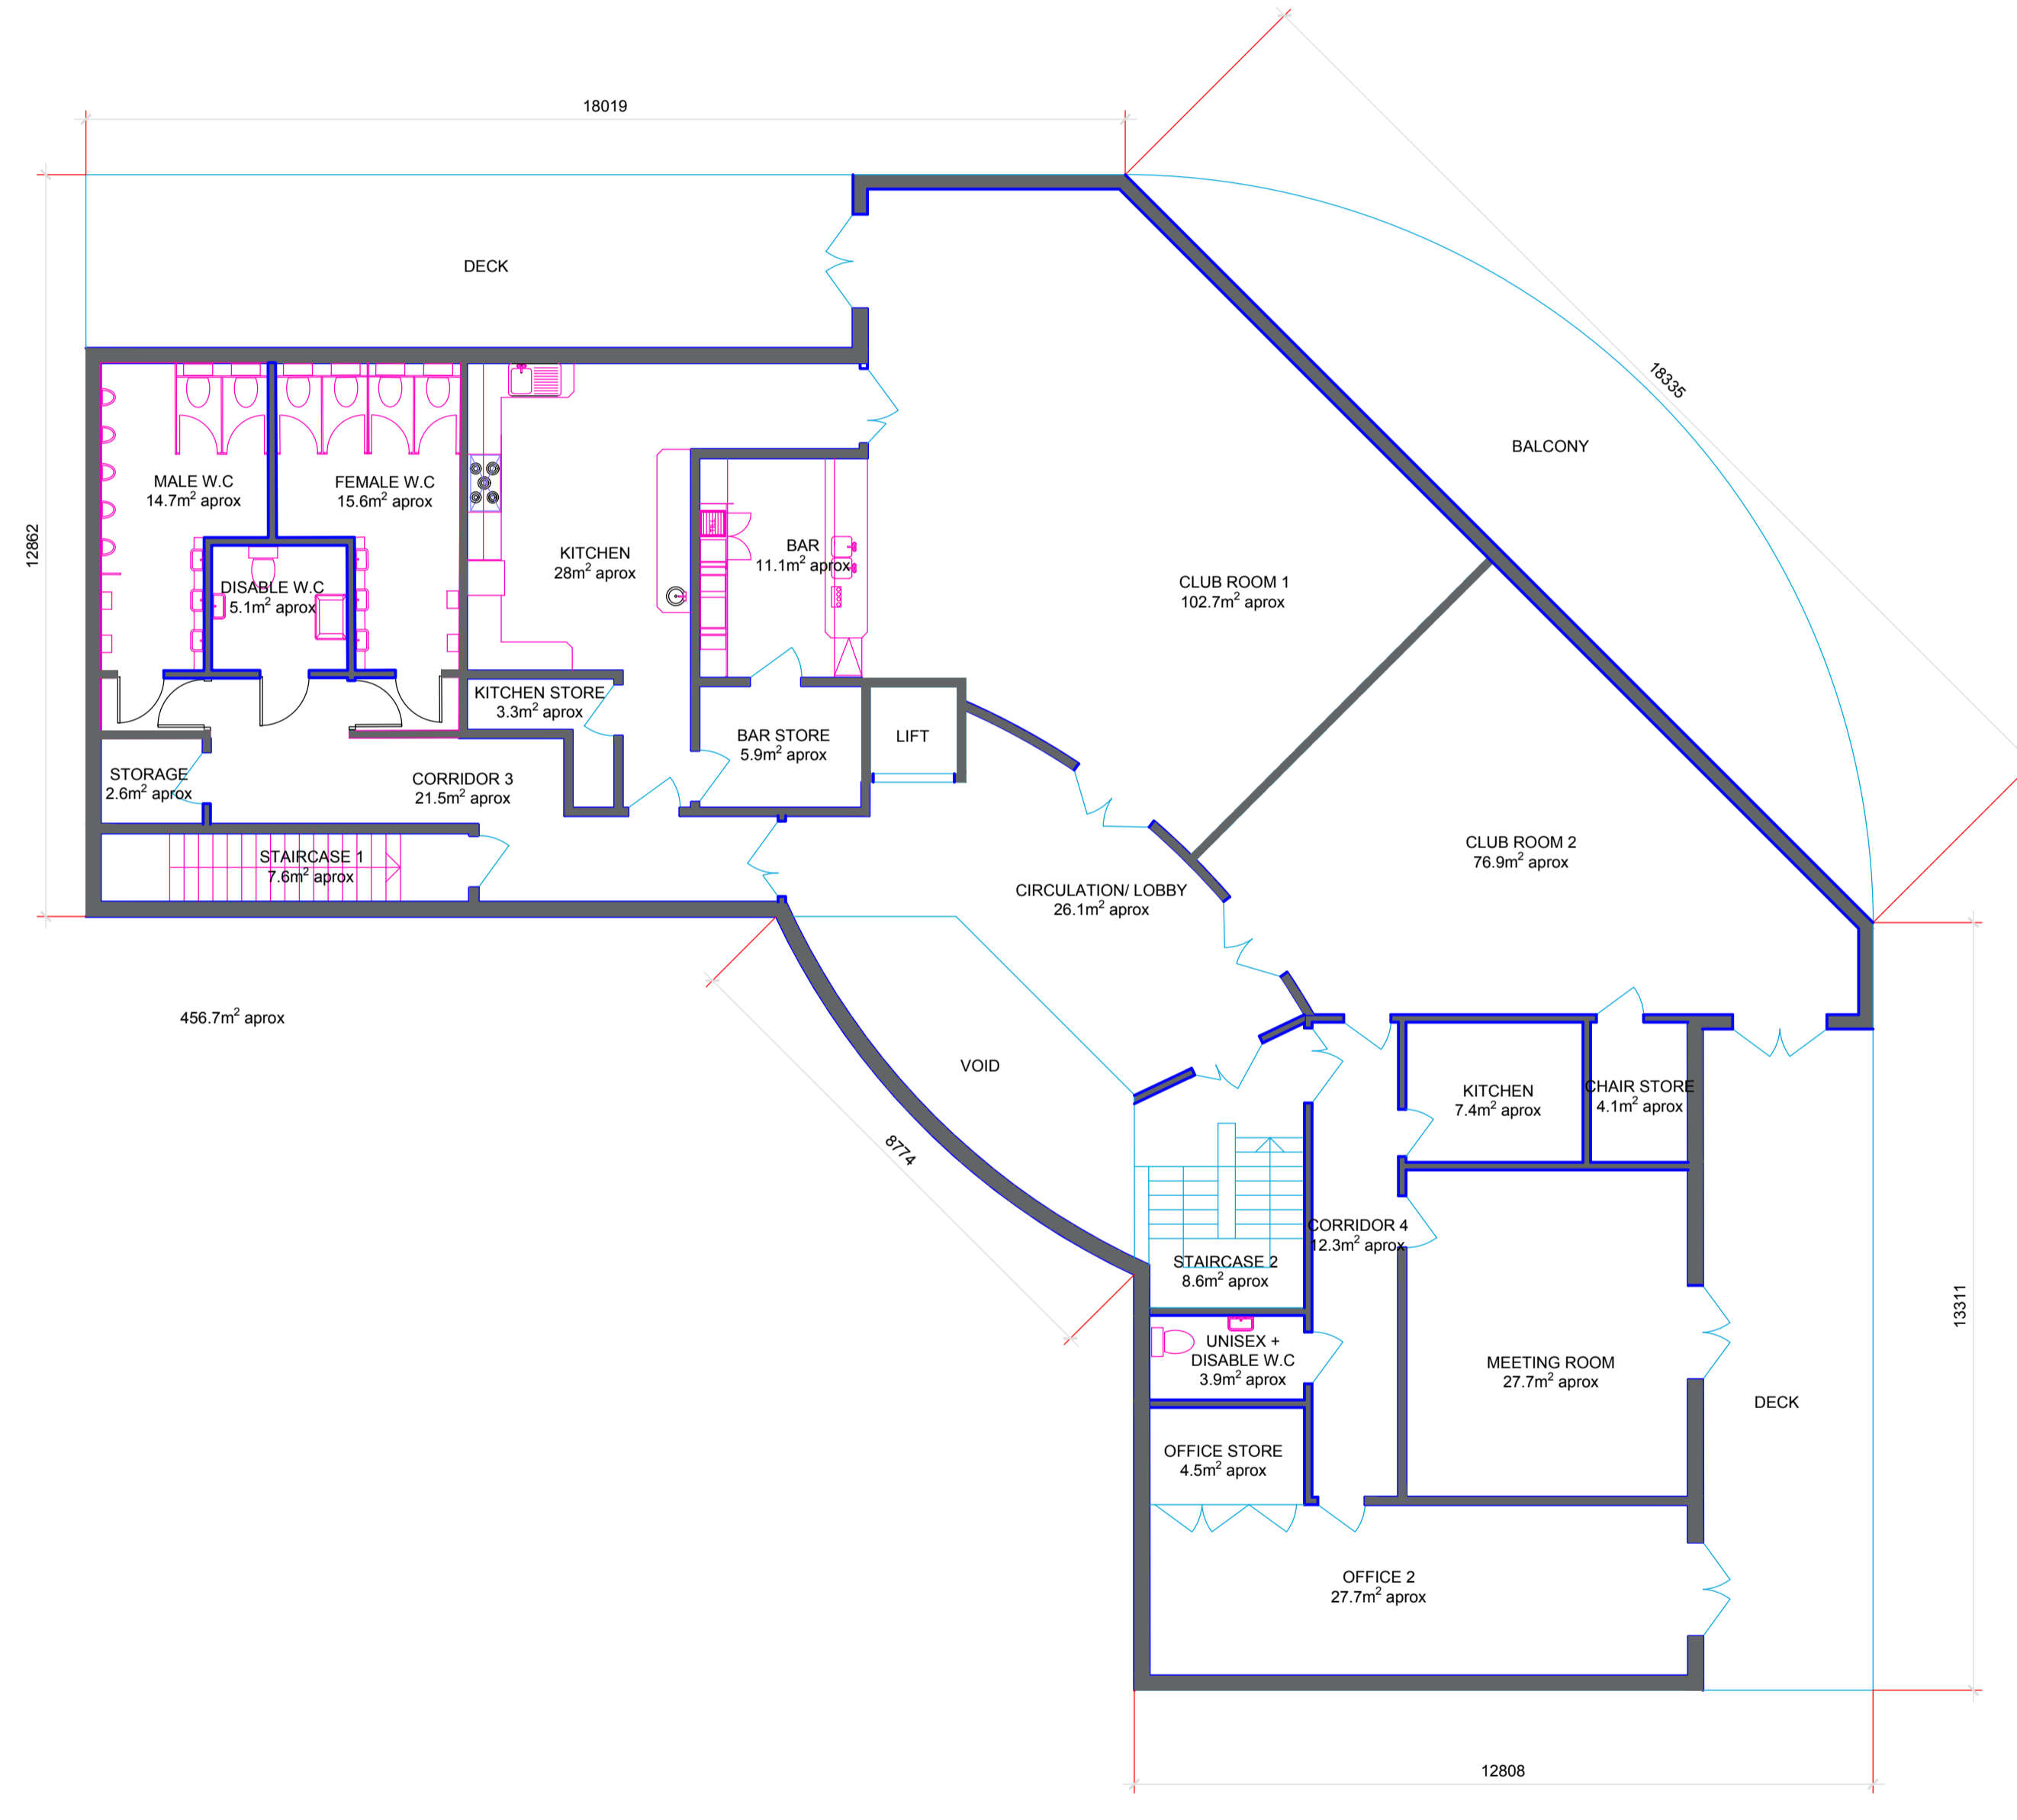 18019
18335
12862
DECK
BALCONY
MALE W.C
14.7m² aprox
FEMALE W.C
15.6m² aprox
DISABLE W.C
5.1m² aprox
KITCHEN
28m² aprox
BAR
11.1m² aprox
CLUB ROOM 1
102.7m² aprox
KITCHEN STORE
3.3m² aprox
BAR STORE
5.9m² aprox
LIFT
STORAGE
2.6m² aprox
CORRIDOR 3
21.5m² aprox
STAIRCASE 1
7.6m² aprox
CIRCULATION/ LOBBY
26.1m² aprox
CLUB ROOM 2
76.9m² aprox
456.7m² aprox
VOID
8774
KITCHEN
7.4m² aprox
CHAIR STORE
4.1m² aprox
CORRIDOR 4
12.3m² aprox
STAIRCASE 2
8.6m² aprox
UNISEX +
DISABLE W.C
3.9m² aprox
MEETING ROOM
27.7m² aprox
DECK
13311
OFFICE STORE
4.5m² aprox
OFFICE 2
27.7m² aprox
12808